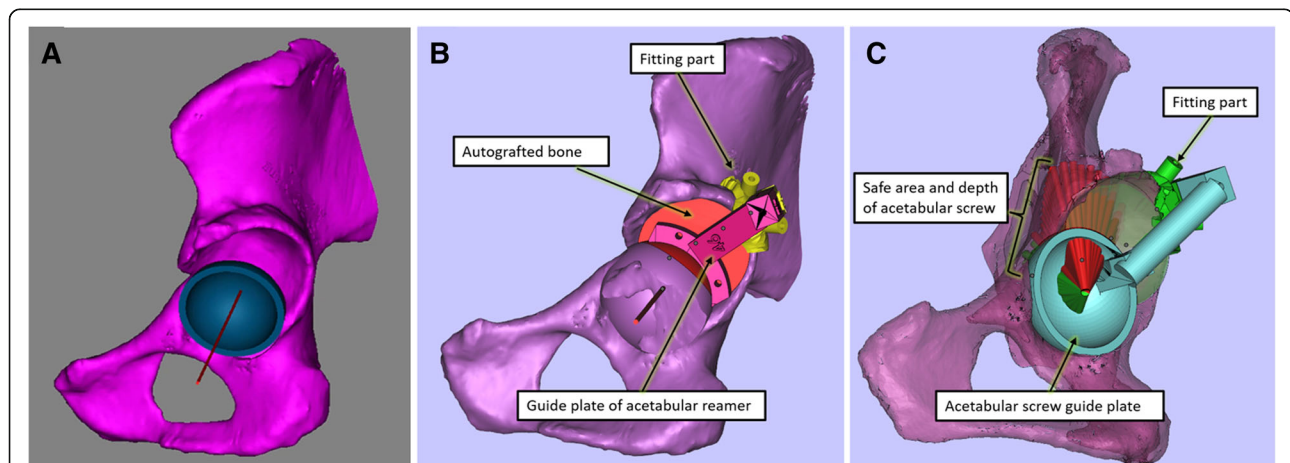 A
B
Fitting part
Autografted bone
Guide plate of acetabular reamer
C
Fitting part
Safe area and depth
of acetabular screw
Acetabular screw guide plate